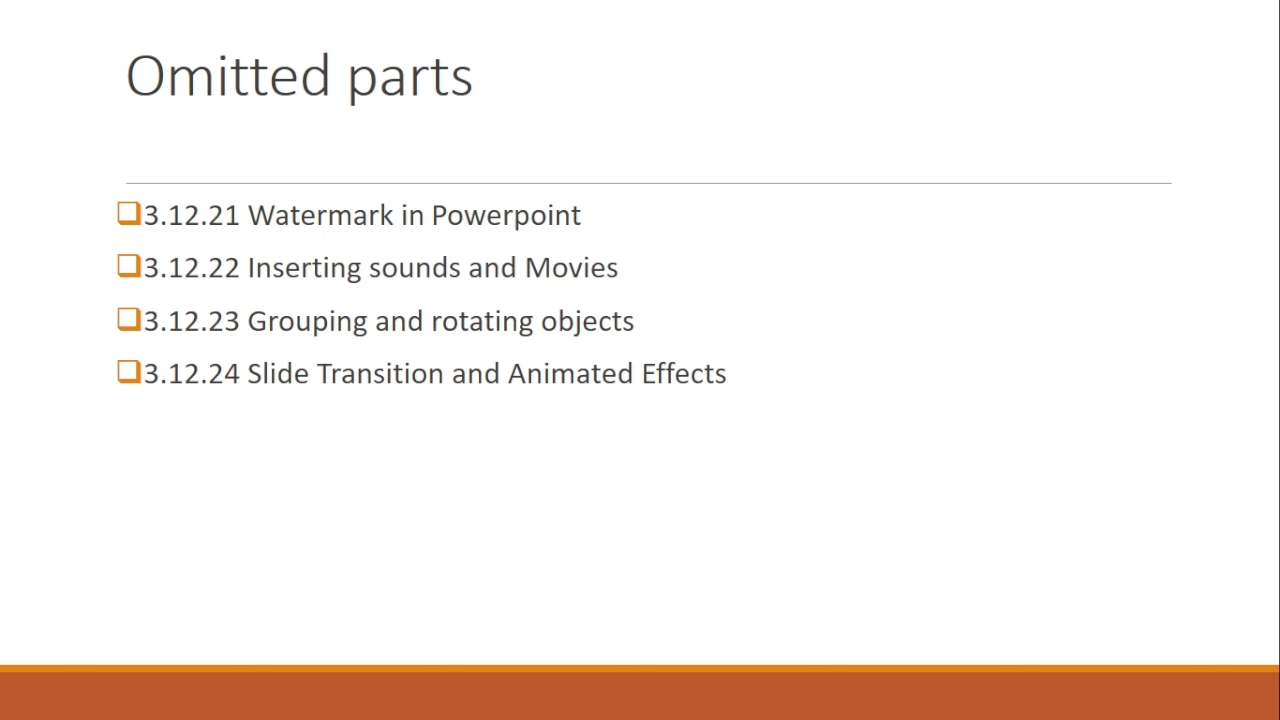 Omitted parts
3.12.21 Watermark in Powerpoint
3.12.22 Inserting sounds and Movies
3.12.23 Grouping and rotating objects
3.12.24 Slide Transition and Animated Effects